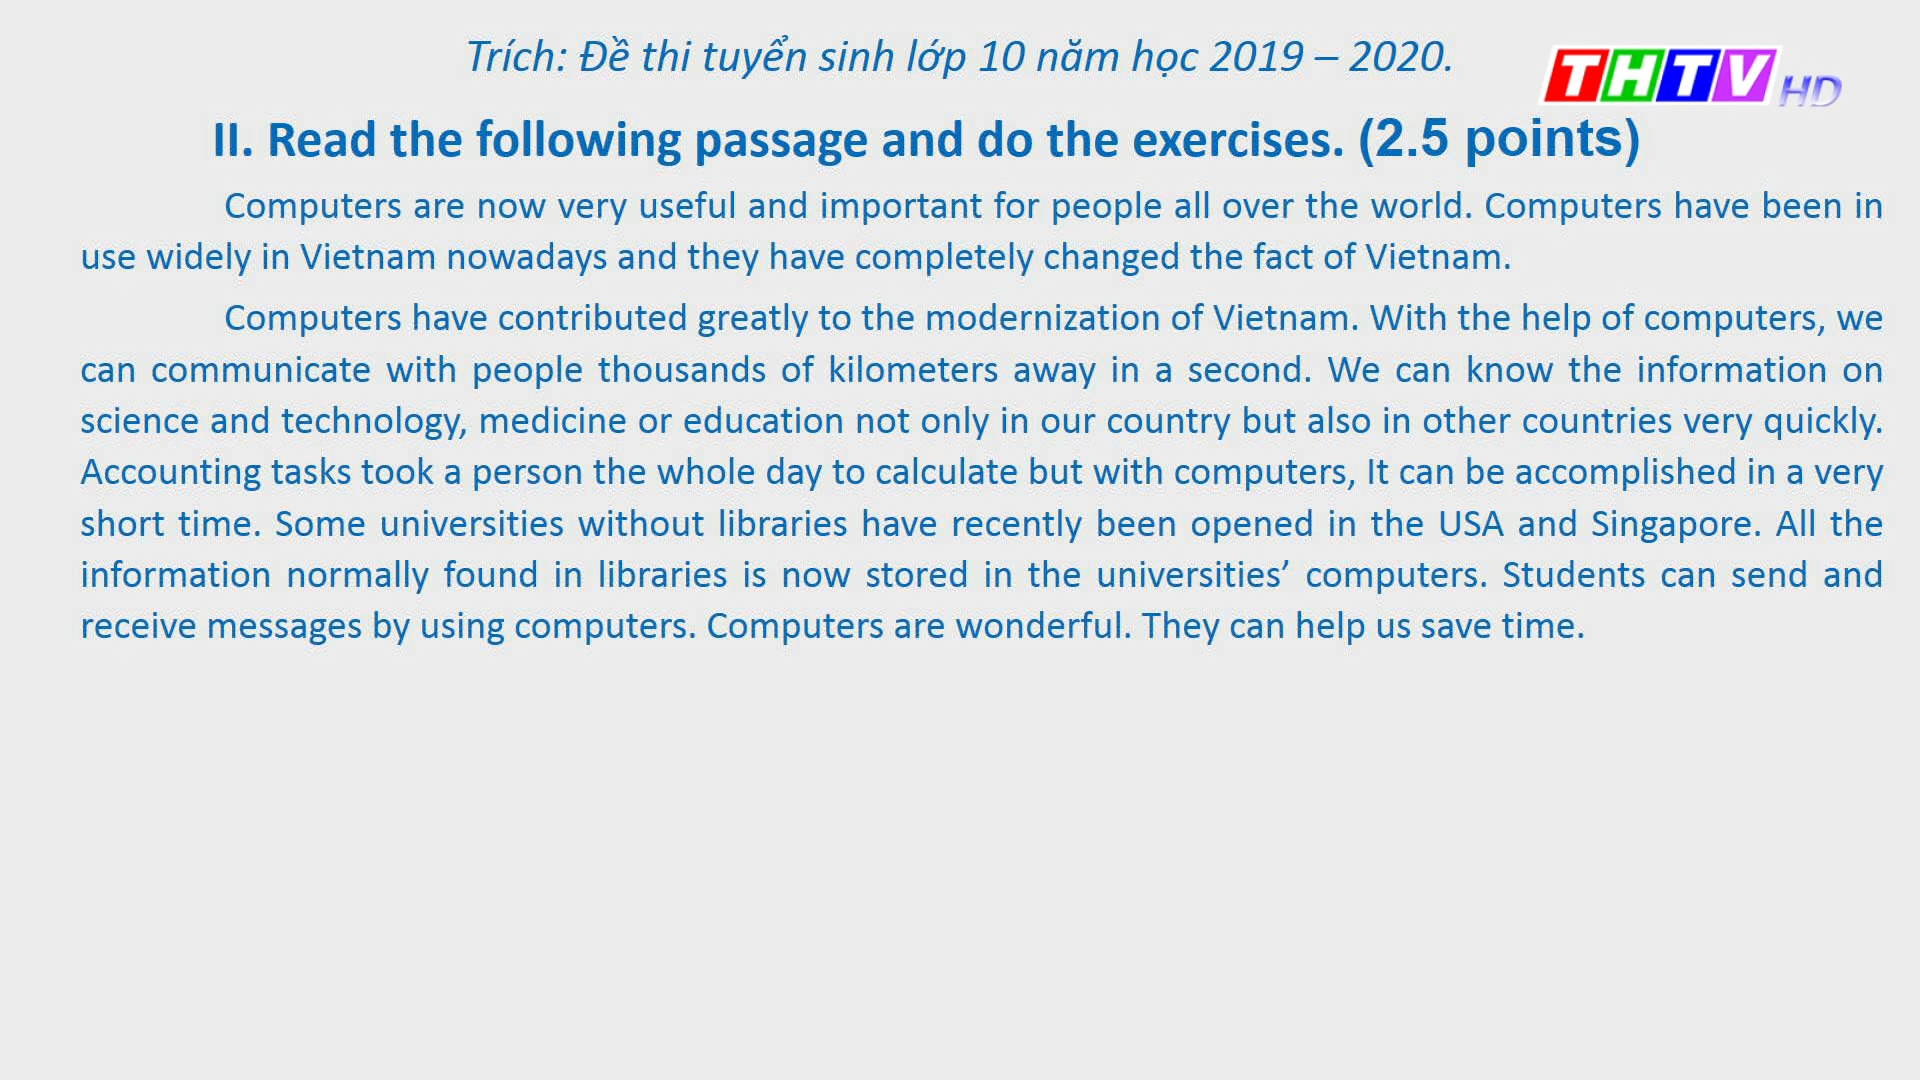 Trích: Đề thi tuyển sinh lớp 10 năm học 2019 – 2020.
THTV HD
II. Read the following passage and do the exercises. (2.5 points)
Computers are now very useful and important for people all over the world. Computers have been in
use widely in Vietnam nowadays and they have completely changed the fact of Vietnam.
Computers have contributed greatly to the modernization of Vietnam. With the help of computers, we
can communicate with people thousands of kilometers away in a second. We can know the information on
science and technology, medicine or education not only in our country but also in other countries very quickly.
Accounting tasks took a person the whole day to calculate but with computers, It can be accomplished in a very
short time. Some universities without libraries have recently been opened in the USA and Singapore. All the
information normally found in libraries is now stored in the universities’ computers. Students can send and
receive messages by using computers. Computers are wonderful. They can help us save time.